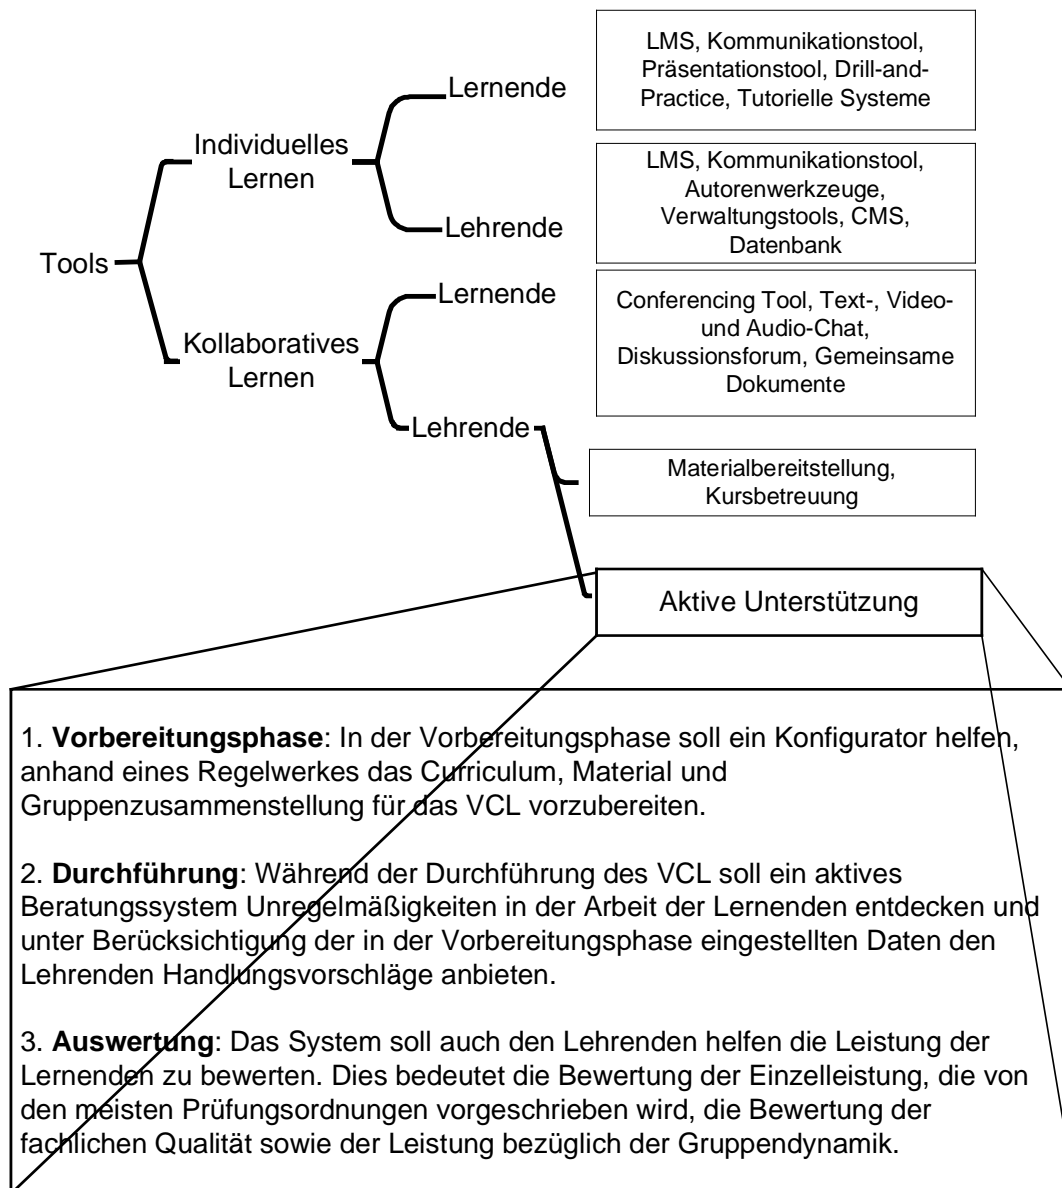 LMS, Kommunikationstool,
Präsentationstool, Drill-and-
Practice, Tutorielle Systeme
Lernende
Individuelles
Lernen
LMS, Kommunikationstool,
Autorenwerkzeuge,
Verwaltungstools, CMS,
Datenbank
Lehrende
Tools
Lernende
Conferencing Tool, Text-, Video-
und Audio-Chat,
Diskussionsforum, Gemeinsame
Dokumente
Kollaboratives
Lernen
Lehrende
Materialbereitstellung,
Kursbetreuung
Aktive Unterstützung
1. Vorbereitungsphase: In der Vorbereitungsphase soll ein Konfigurator helfen,
anhand eines Regelwerkes das Curriculum, Material und
Gruppenzusammenstellung für das VCL vorzubereiten.
2. Durchführung: Während der Durchführung des VCL soll ein aktives
Beratungssystem Unregelmäßigkeiten in der Arbeit der Lernenden entdecken und
unter Berücksichtigung der in der Vorbereitungsphase eingestellten Daten den
Lehrenden Handlungsvorschläge anbieten.
3. Auswertung: Das System soll auch den Lehrenden helfen die Leistung der
Lernenden zu bewerten. Dies bedeutet die Bewertung der Einzelleistung, die von
den meisten Prüfungsordnungen vorgeschrieben wird, die Bewertung der
fachlichen Qualität sowie der Leistung bezüglich der Gruppendynamik.